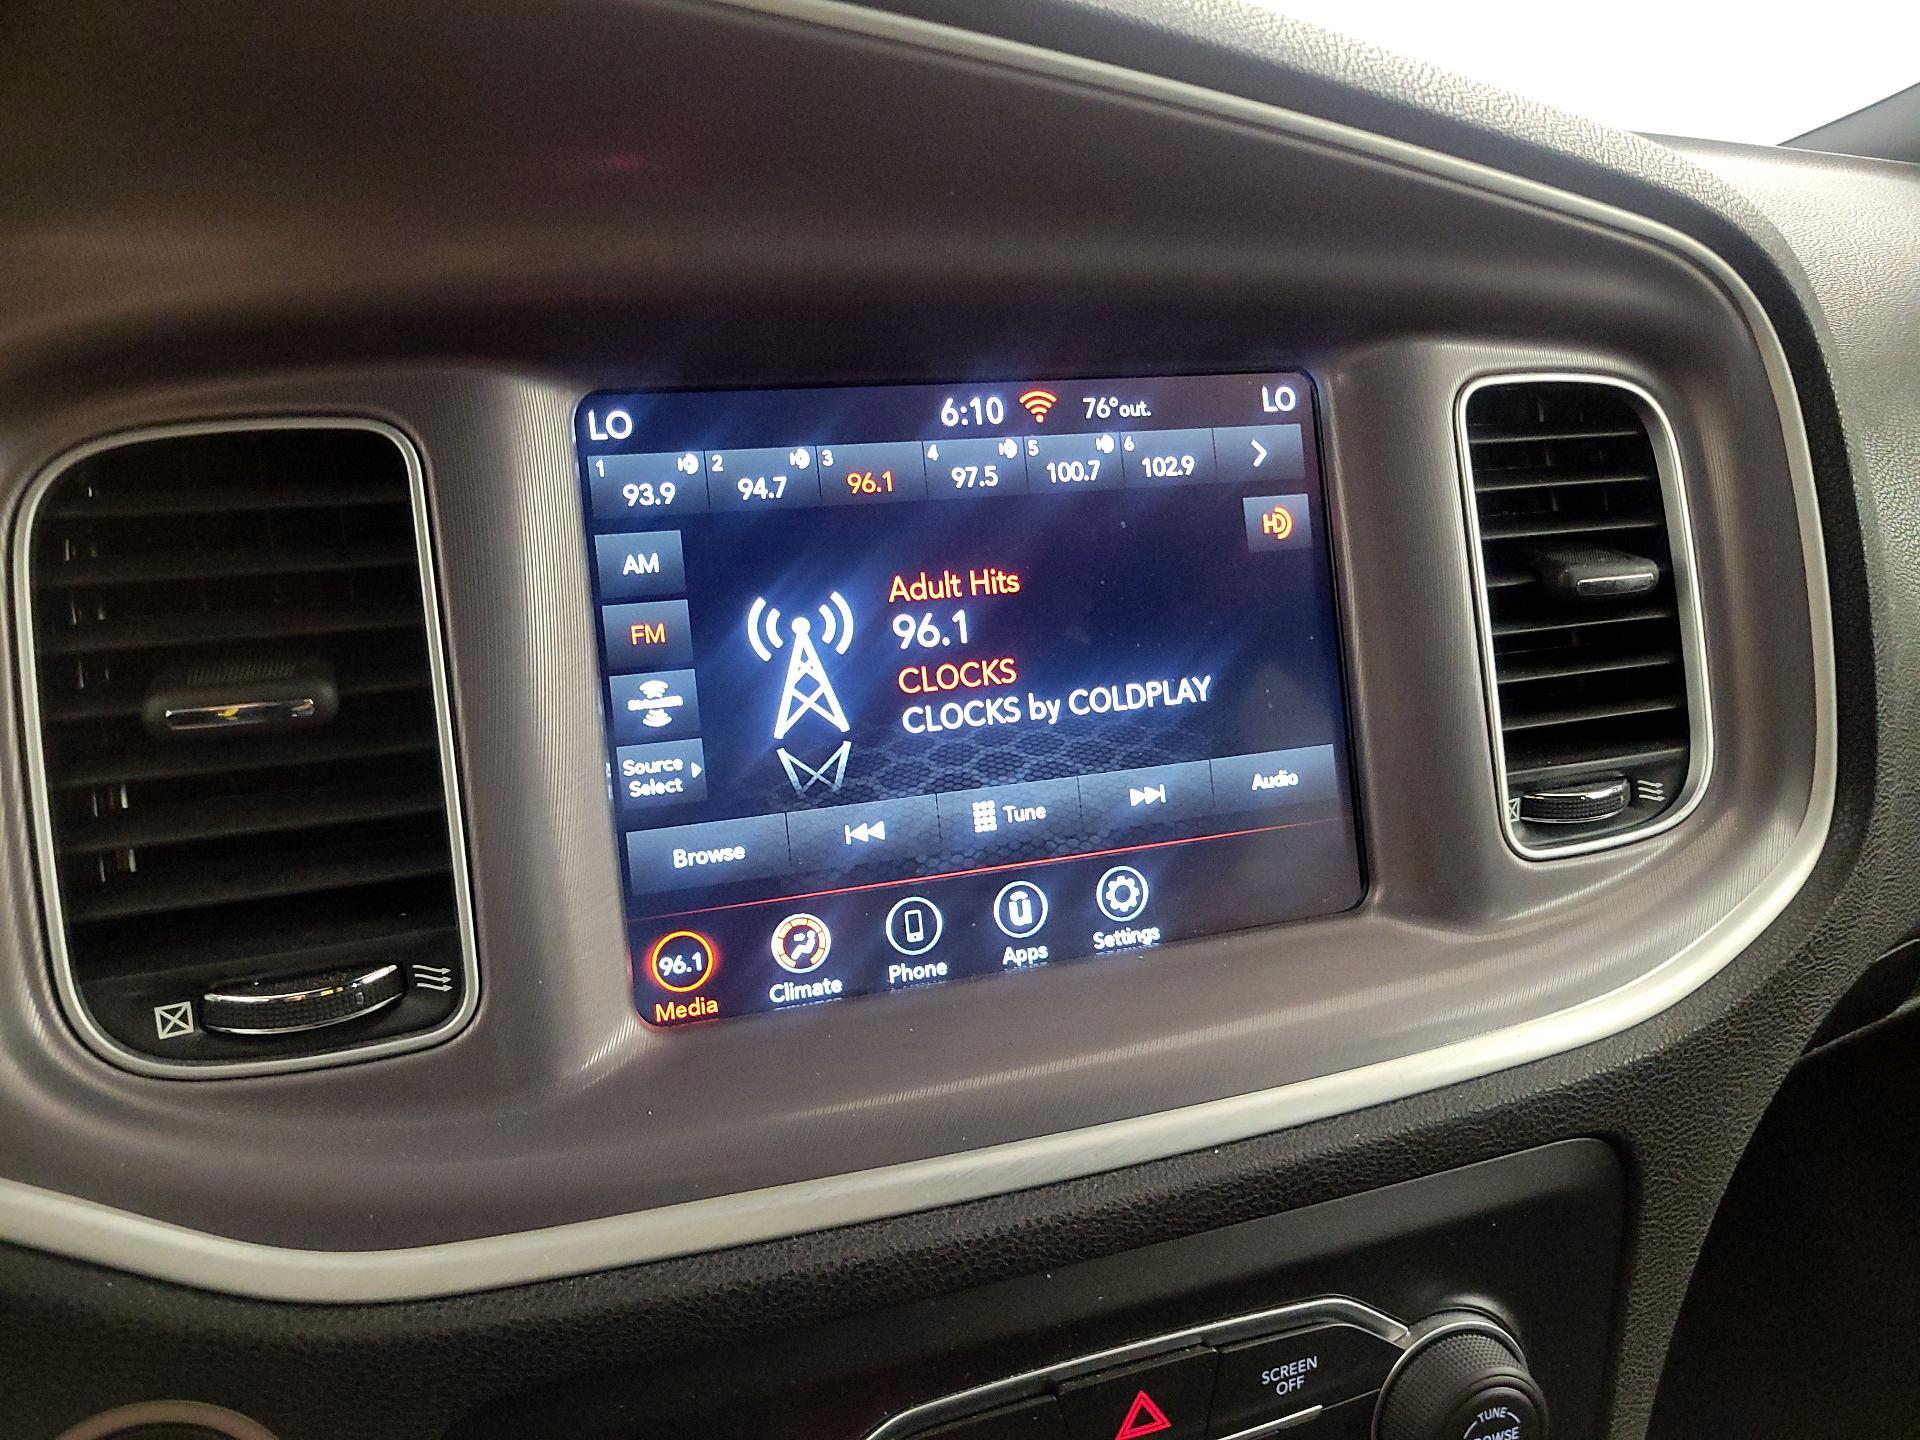 LO 6:10 76°out. LO
1 93.9 2 94.7 3 96.1 4 97.5 5 100.7 6 102.9
HD
AM
Adult Hits
96.1
FM
CLOCKS
CLOCKS by COLDPLAY
Source
Select
Browse Tune Audio
96.1
Media Climate Phone Apps Settings
SCREEN
OFF
TUNE